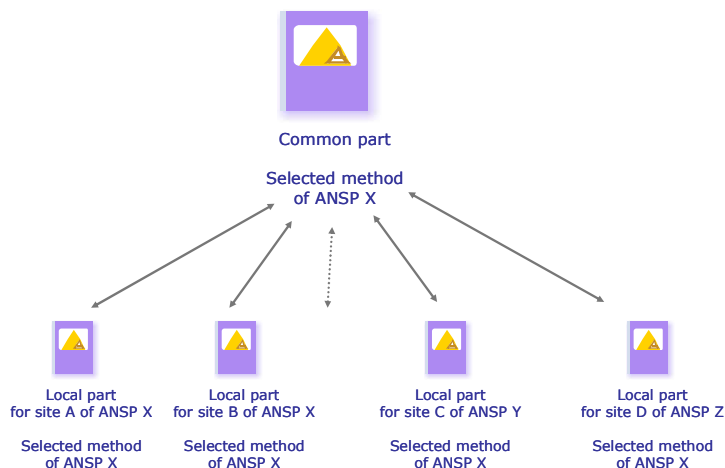 Common part
Selected method
of ANSP X
Local part
for site A of ANSP X
Selected method
of ANSP X
Local part
for site B of ANSP X
Selected method
of ANSP X
Local part
for site C of ANSP Y
Selected method
of ANSP X
Local part
for site D of ANSP Z
Selected method
of ANSP X